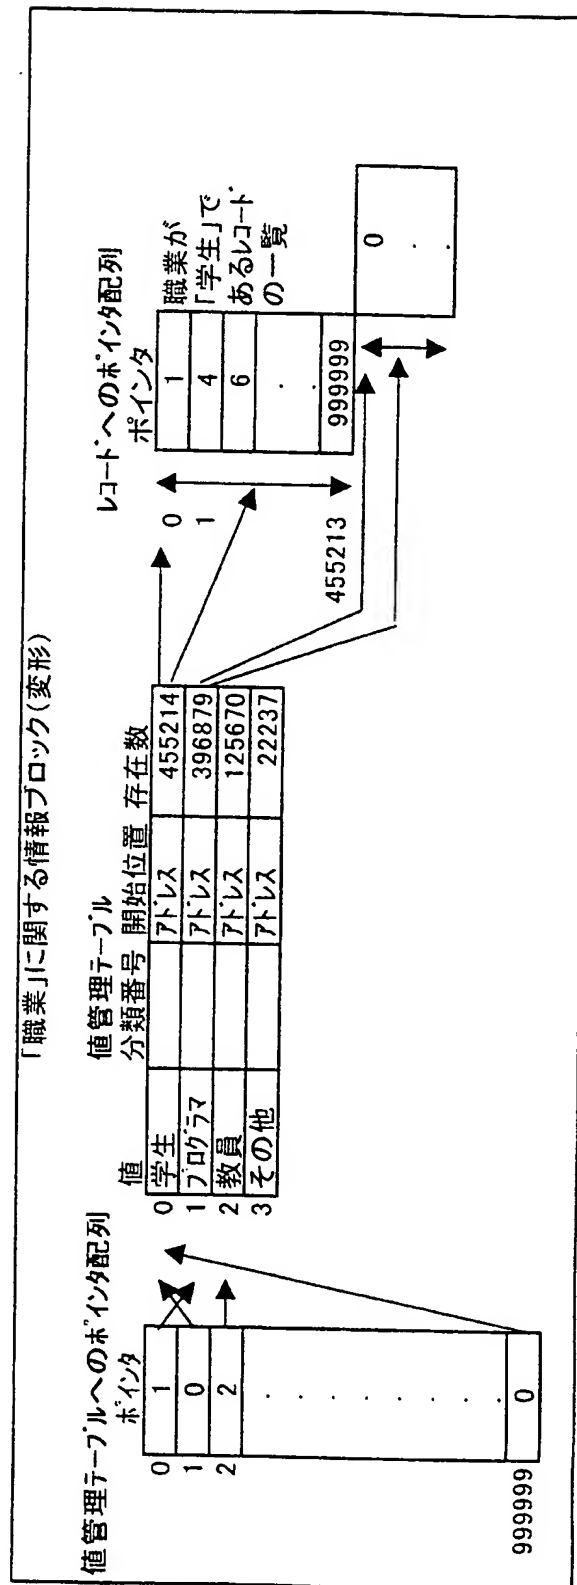 「職業」に関する情報ブロック(変形)
値管理テーブルへのポインタ配列
ポインタ
0 1
1 0
2 2
.......
999999 0
値管理テーブル
値 分類番号 開始位置 存在数
0 学生 アドレス 455214
1 プログラマ アドレス 396879
2 教員 アドレス 125670
3 その他 アドレス 22237
レコードへのポインタ配列
ポインタ
0 1
1 4
6
..
455213 999999
0
..
職業が
「学生」で
あるレコード
の一覧